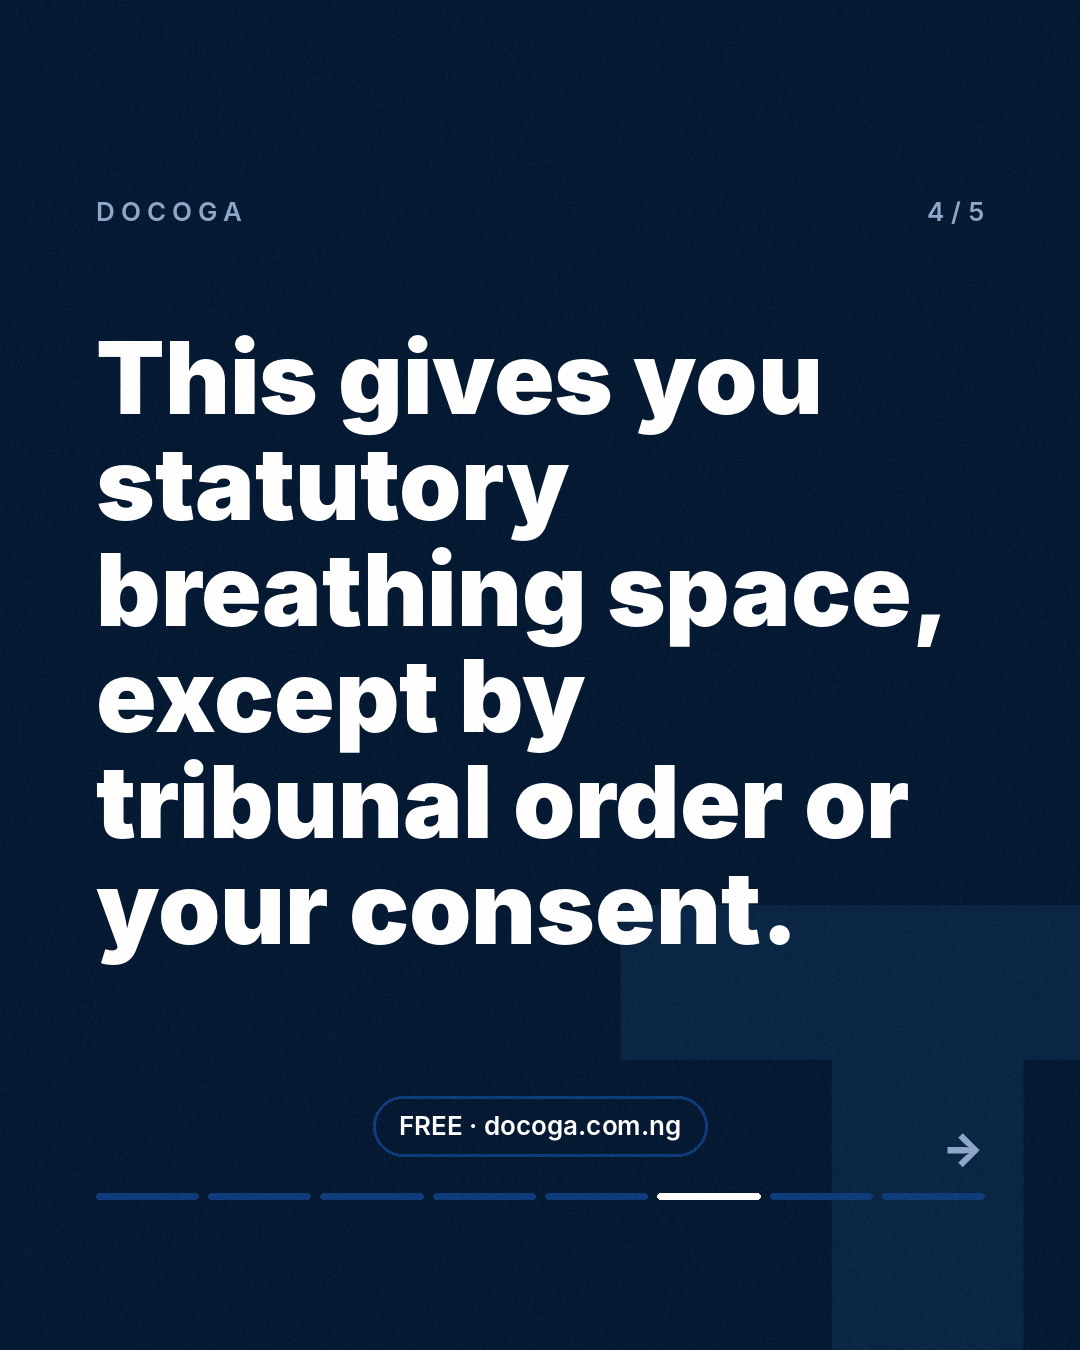 DOCOGA
4 / 5
This gives you
statutory
breathing space,
except by
tribunal order or
your consent.
FREE · docoga.com.ng
→